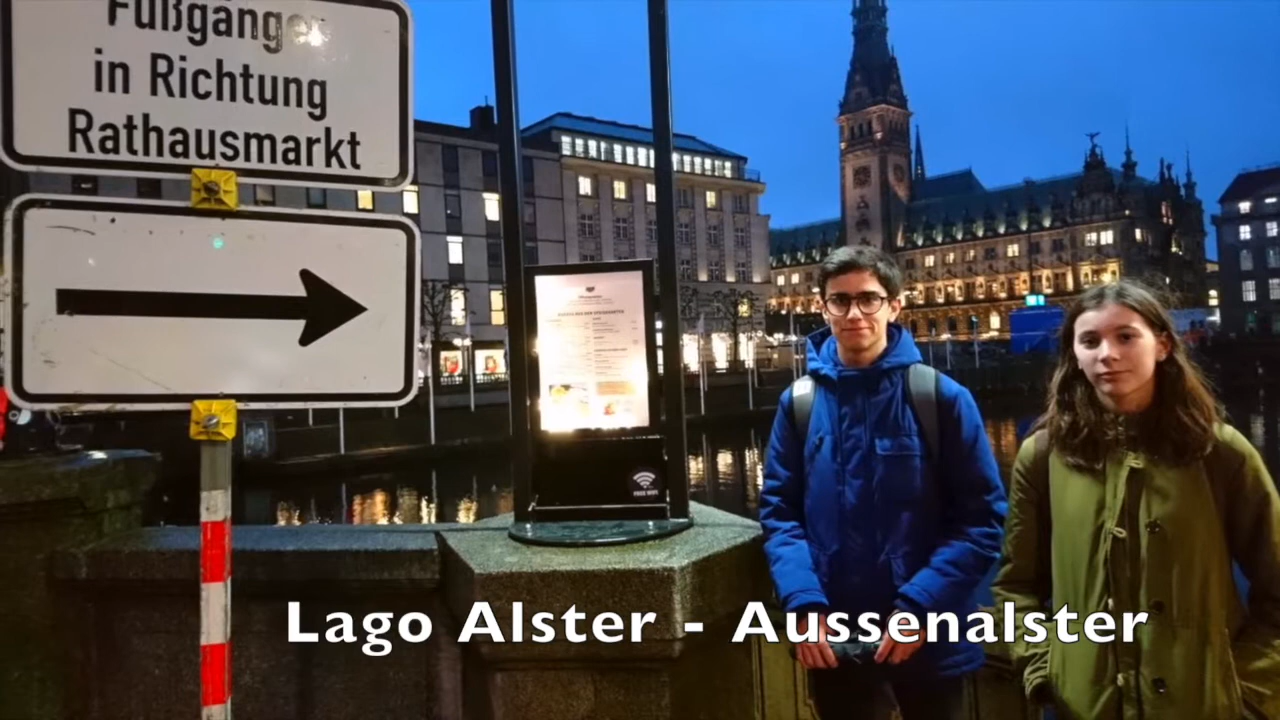 Fußgänger
in Richtung
Rathausmarkt
FREE WIFI
Lago Alster - Aussenalster